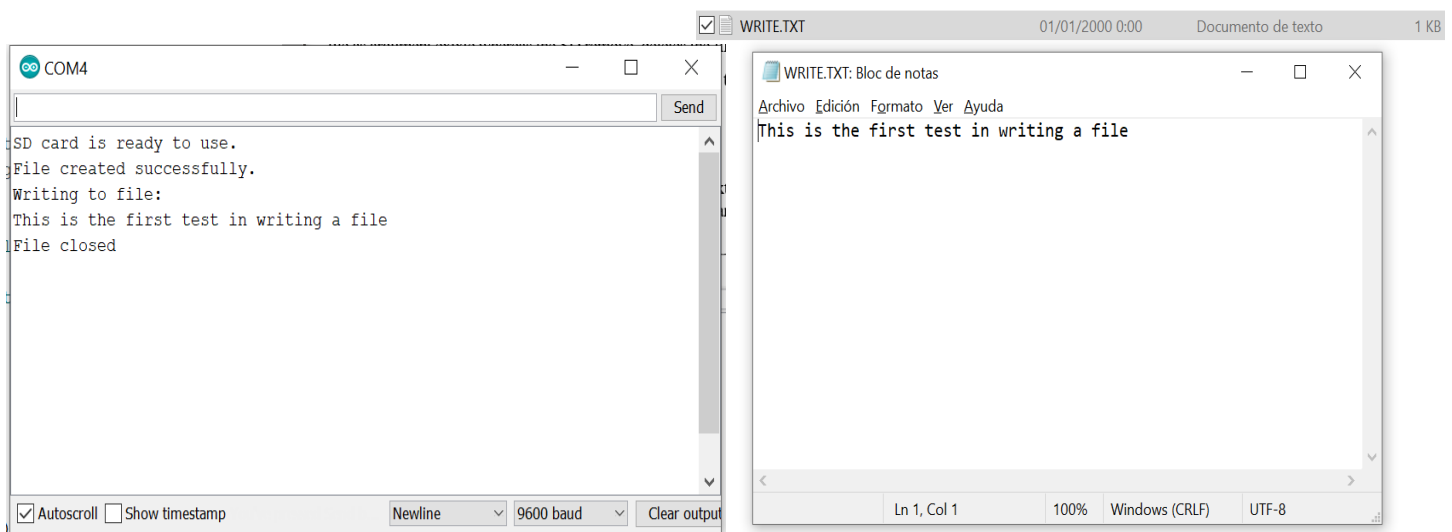 WRITE.TXT 01/01/2000 0:00 Documento de texto 1 KB
COM4
Send
SD card is ready to use.
File created successfully.
Writing to file:
This is the first test in writing a file
File closed
Autoscroll Show timestamp Newline 9600 baud Clear output
WRITE.TXT: Bloc de notas
Archivo Edición Formato Ver Ayuda
This is the first test in writing a file
Ln 1, Col 1 100% Windows (CRLF) UTF-8